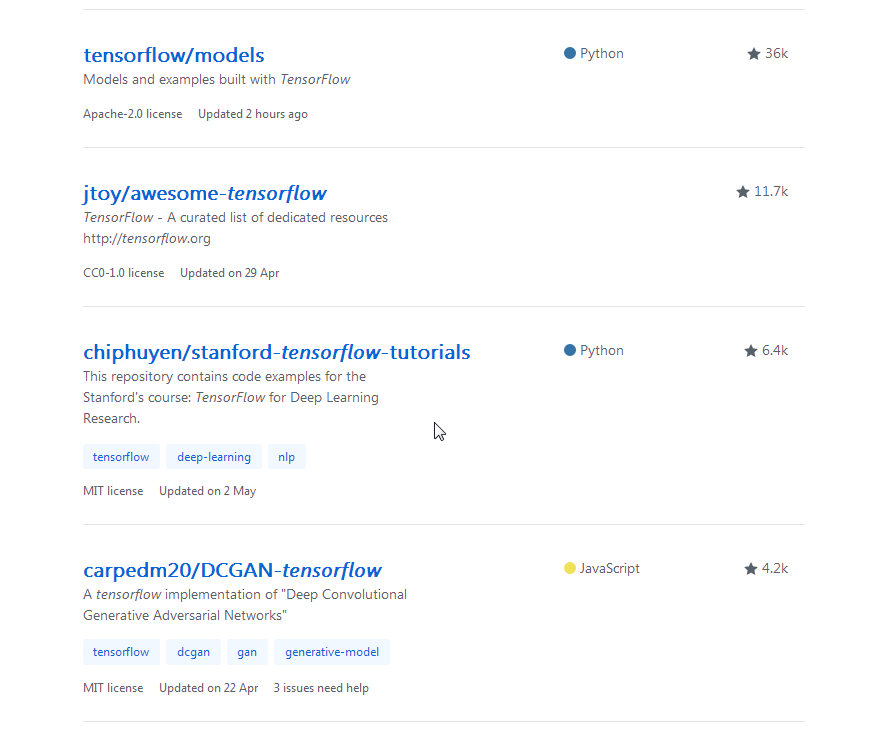 tensorflow/models
Python
36k
Models and examples built with TensorFlow
Apache-2.0 license Updated 2 hours ago
jtoy/awesome-tensorflow
11.7k
TensorFlow - A curated list of dedicated resources
http://tensorflow.org
CC0-1.0 license Updated on 29 Apr
chiphuyen/stanford-tensorflow-tutorials
Python
6.4k
This repository contains code examples for the
Stanford's course: TensorFlow for Deep Learning
Research.
tensorflow deep-learning nlp
MIT license Updated on 2 May
carpedm20/DCGAN-tensorflow
JavaScript
4.2k
A tensorflow implementation of "Deep Convolutional
Generative Adversarial Networks"
tensorflow dcgan gan generative-model
MIT license Updated on 22 Apr 3 issues need help